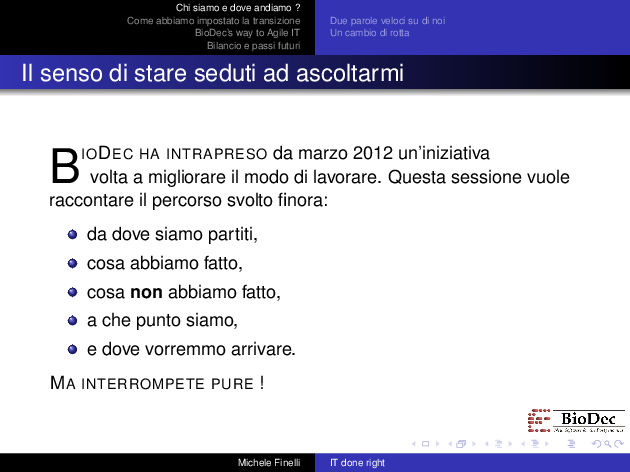 Chi siamo e dove andiamo ?
Come abbiamo impostato la transizione
BioDec's way to Agile IT
Bilancio e passi futuri
Due parole veloci su di noi
Un cambio di rotta
Il senso di stare seduti ad ascoltarmi
BIODEC HA INTRAPRESO da marzo 2012 un'iniziativa
volta a migliorare il modo di lavorare. Questa sessione vuole
raccontare il percorso svolto finora:
da dove siamo partiti,
cosa abbiamo fatto,
cosa non abbiamo fatto,
a che punto siamo,
e dove vorremmo arrivare.
MA INTERROMPETE PURE !
BioDec
Michele Finelli
IT done right